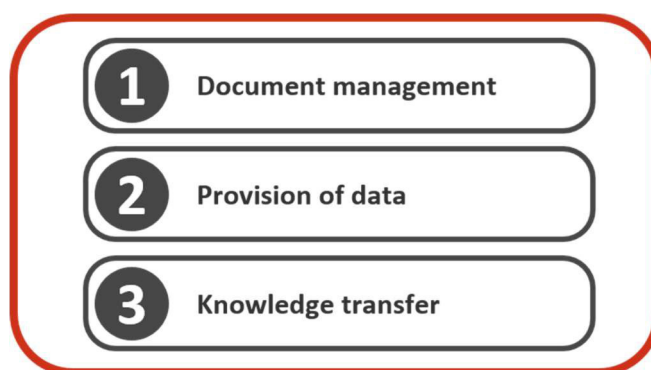 1 Document management
2 Provision of data
3 Knowledge transfer